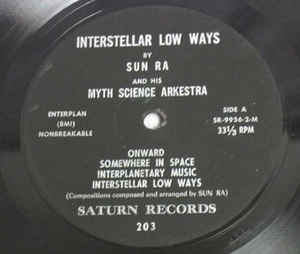 INTERSTELLAR LOW WAYS
BY
SUN RA
AND HIS
MYTH SCIENCE ARKESTRA
ENTERPLAN
(BMI)
NONBREAKABLE
SIDE A
SR-9956-2-M
33⅓ RPM
ONWARD
SOMEWHERE IN SPACE
INTERPLANETARY MUSIC
INTERSTELLAR LOW WAYS
(Compositions composed and arranged by SUN RA)
SATURN RECORDS
203